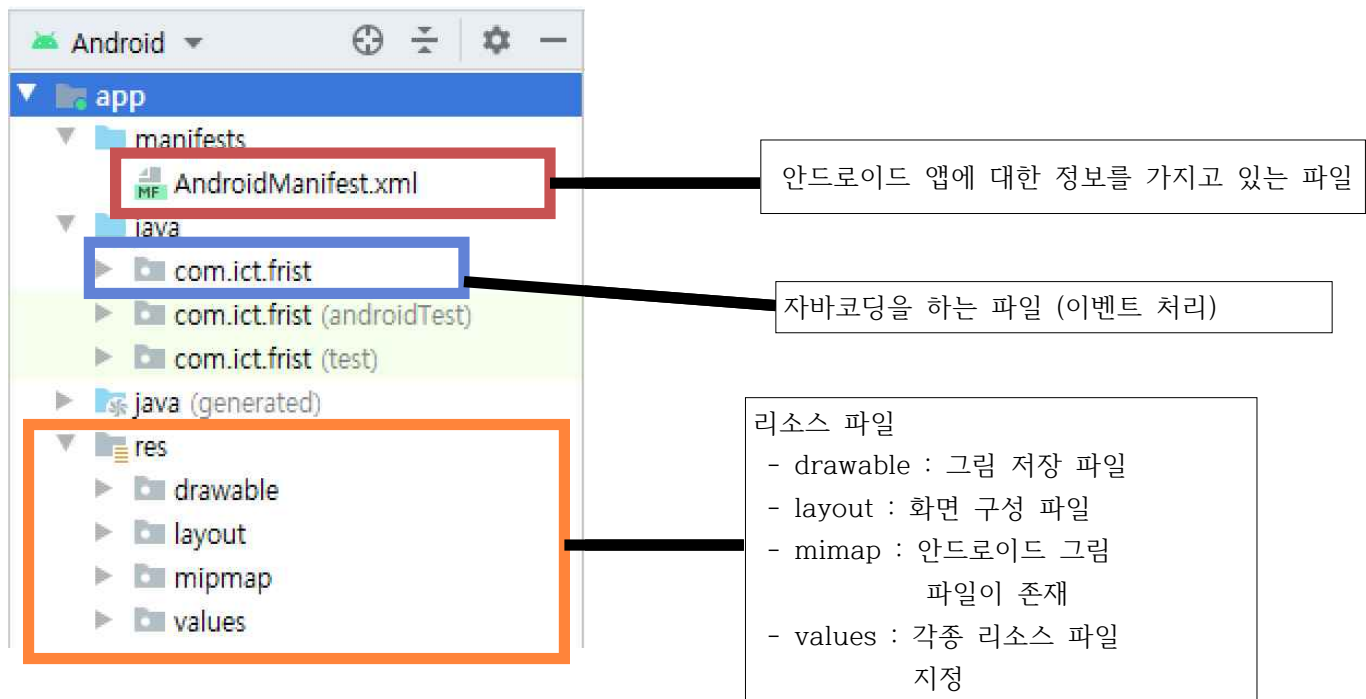 Android
app
manifests
MF AndroidManifest.xml
안드로이드 앱에 대한 정보를 가지고 있는 파일
java
com.ict.frist
자바코딩을 하는 파일 (이벤트 처리)
com.ict.frist (androidTest)
com.ict.frist (test)
java (generated)
res
drawable
layout
mipmap
values
리소스 파일
- drawable : 그림 저장 파일
- layout : 화면 구성 파일
- mimap : 안드로이드 그림
파일이 존재
- values : 각종 리소스 파일
지정